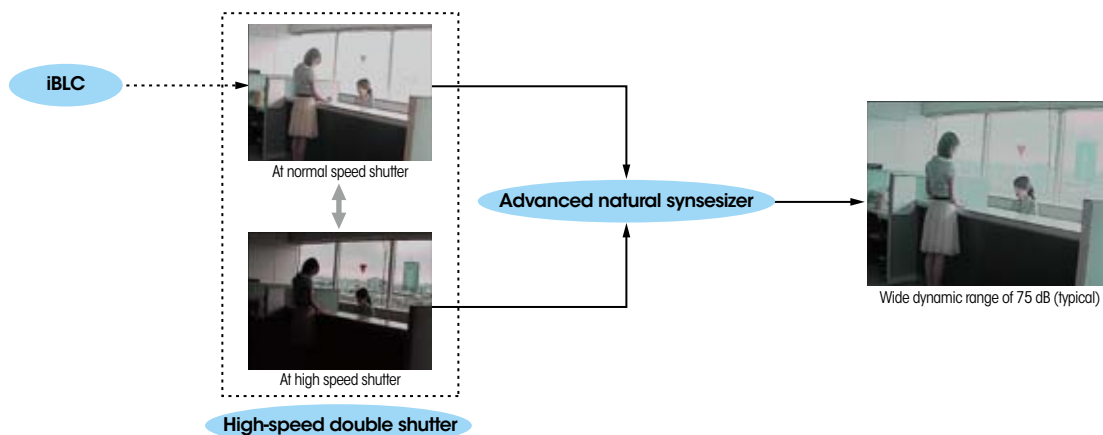 iBLC
At normal speed shutter
Advanced natural synsesizer
Wide dynamic range of 75 dB (typical)
At high speed shutter
High-speed double shutter